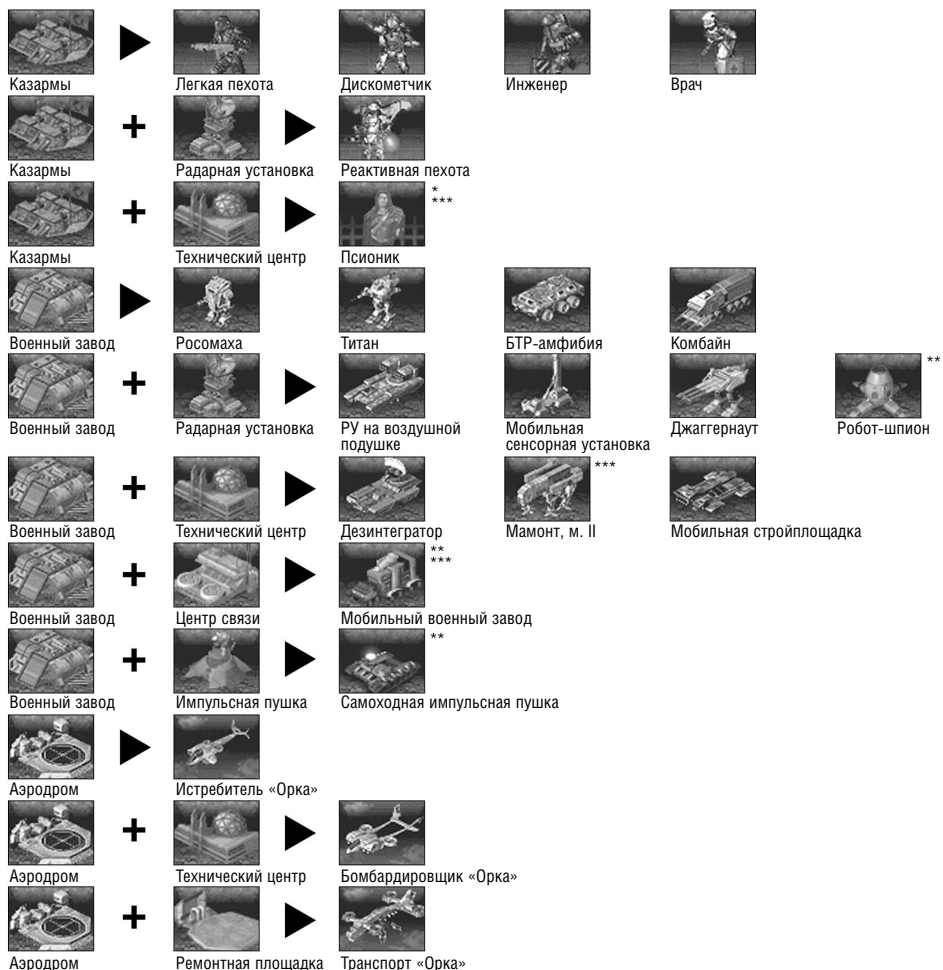 Казармы Легкая пехота Дискометчик Инженер Врач
Казармы Радарная установка Реактивная пехота
*
***
Казармы Технический центр Псионик
Военный завод Росомаха Титан БТР-амфибия Комбайн
**
Военный завод Радарная установка РУ на воздушной Мобильная Джаггернаут Робот-шпион
подушке сенсорная установка
***
Военный завод Технический центр Дезинтегратор Мамонт, м. II Мобильная стройплощадка
**
***
Военный завод Центр связи Мобильный военный завод
**
Военный завод Импульсная пушка Самоходная импульсная пушка
Аэродром Истребитель «Орка»
Аэродром Технический центр Бомбардировщик «Орка»
Аэродром Ремонтная площадка Транспорт «Орка»